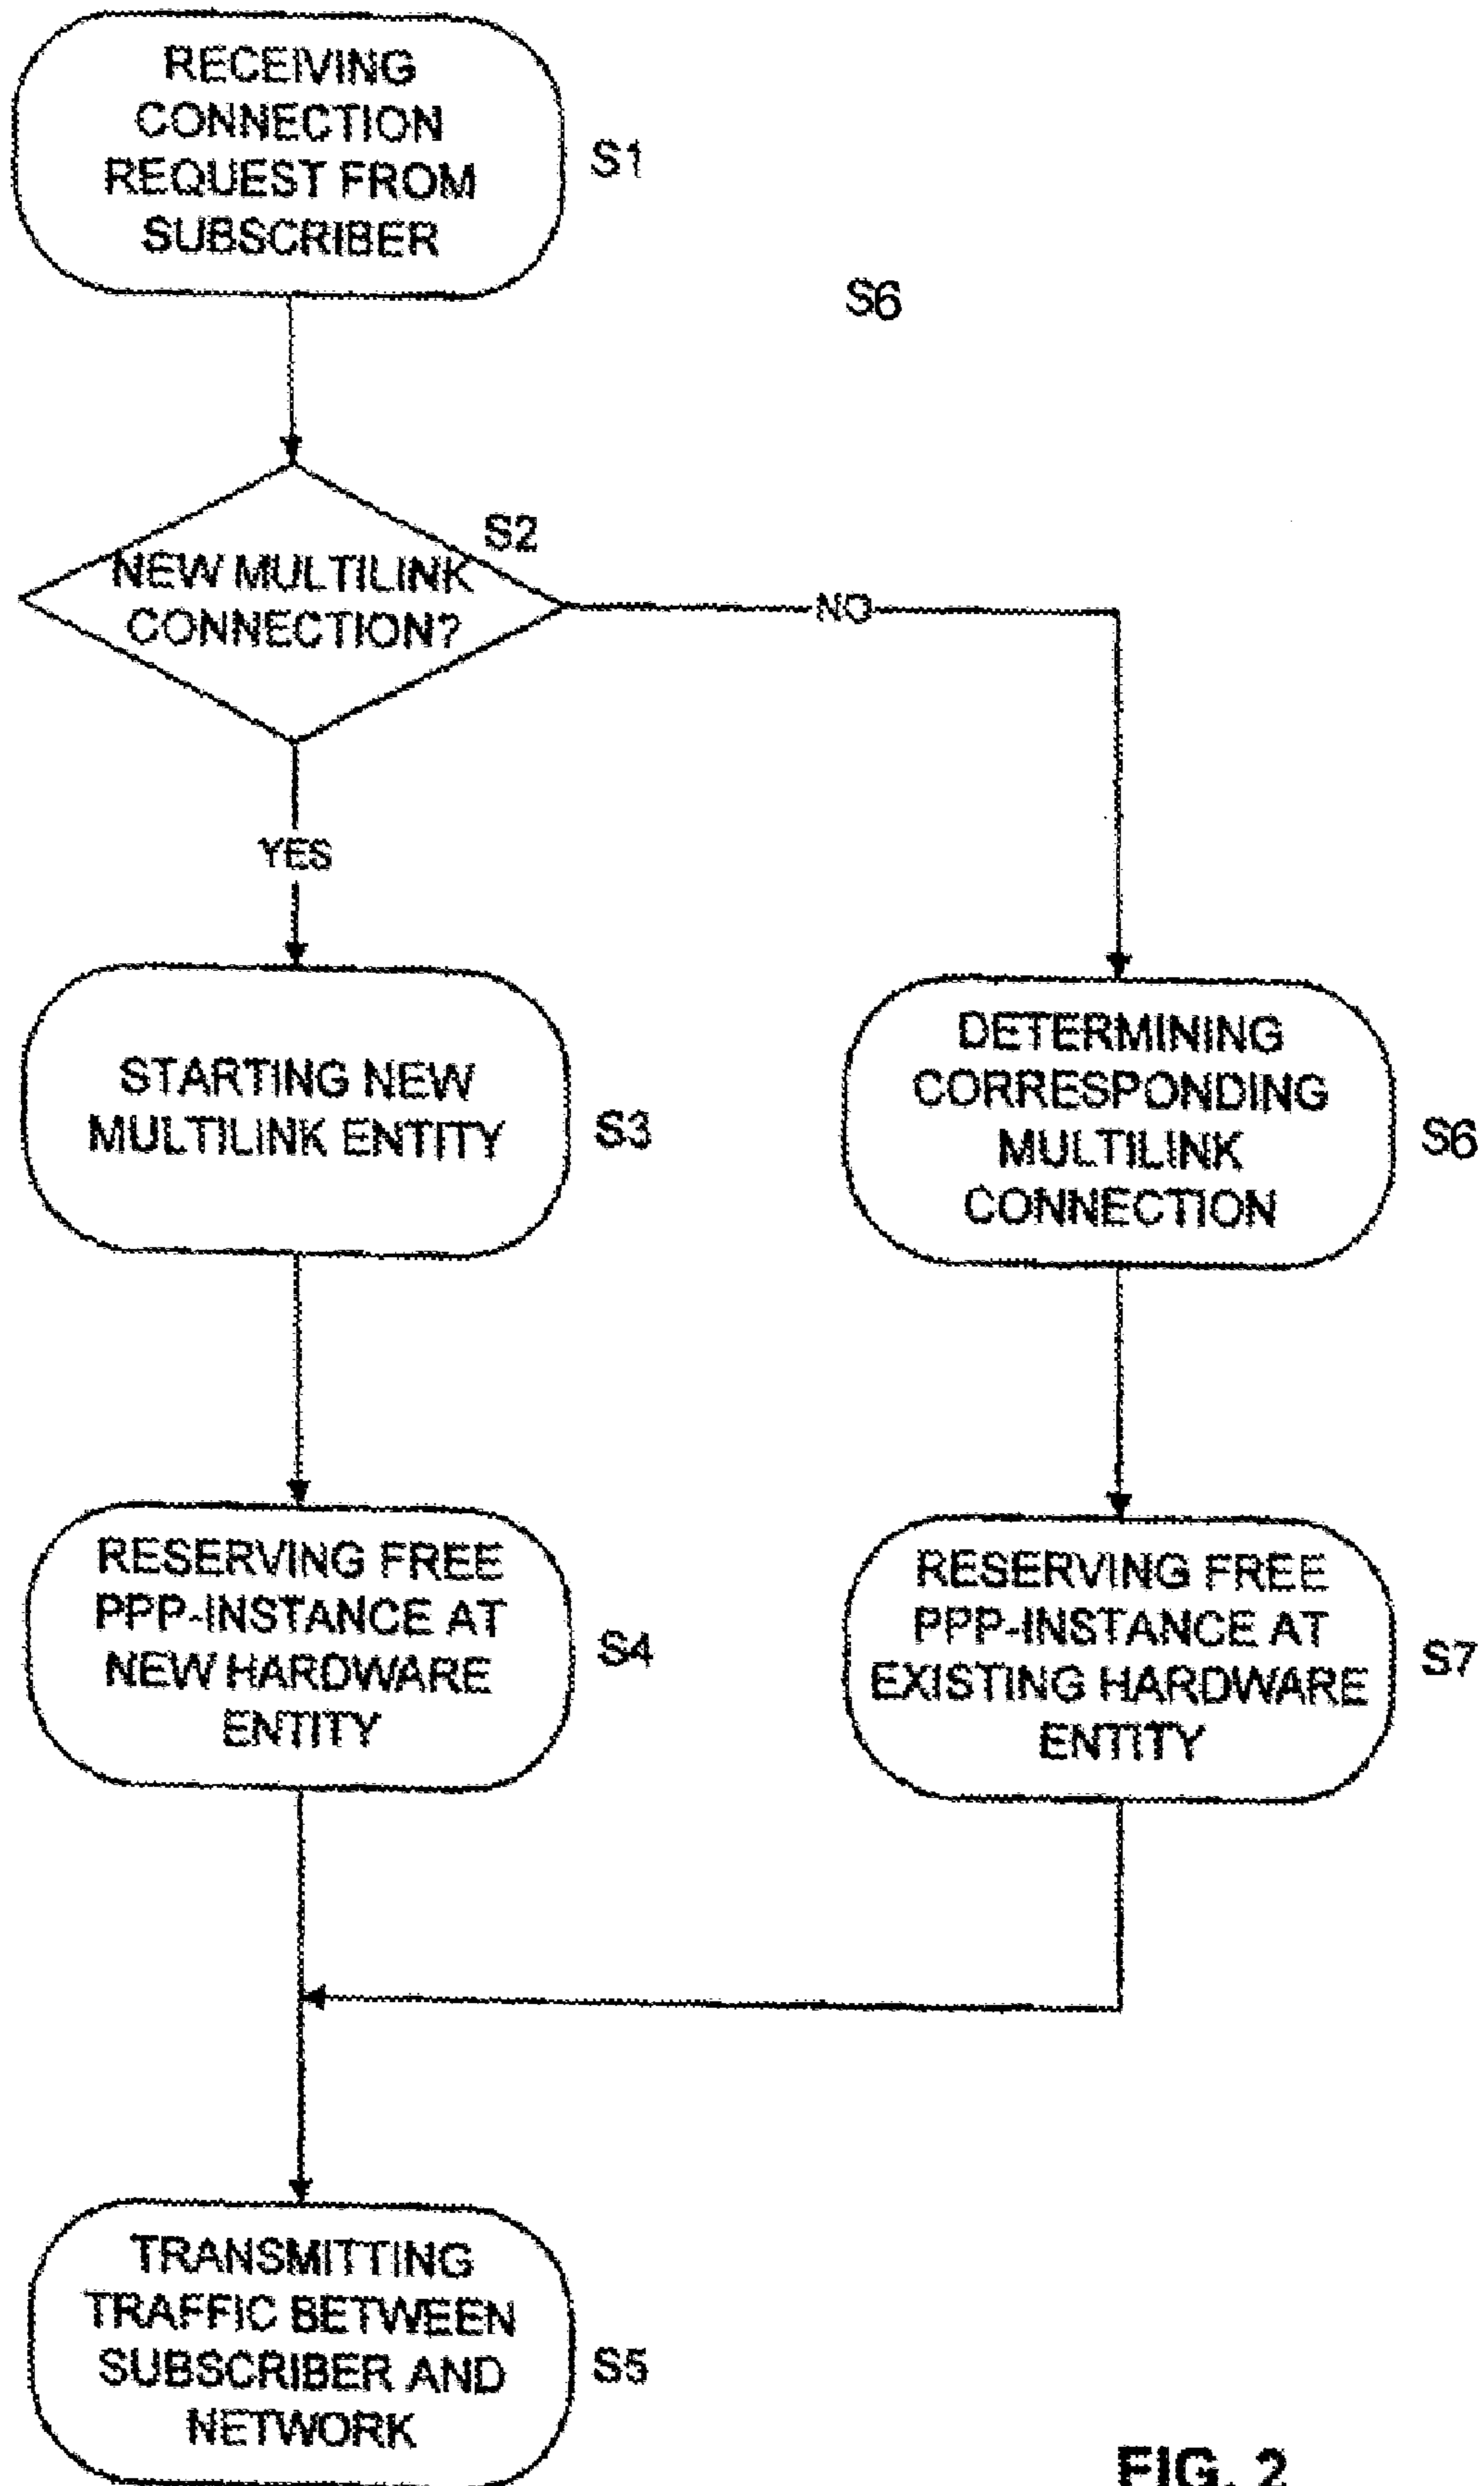 RECEIVING
CONNECTION
REQUEST FROM
SUBSCRIBER
S1
S6
S2
NEW MULTILINK
CONNECTION?
NO
YES
STARTING NEW
MULTILINK ENTITY
S3
DETERMINING
CORRESPONDING
MULTILINK
CONNECTION
S6
RESERVING FREE
PPP-INSTANCE AT
NEW HARDWARE
ENTITY
S4
RESERVING FREE
PPP-INSTANCE AT
EXISTING HARDWARE
ENTITY
S7
TRANSMITTING
TRAFFIC BETWEEN
SUBSCRIBER AND
NETWORK
S5
FIG. 2